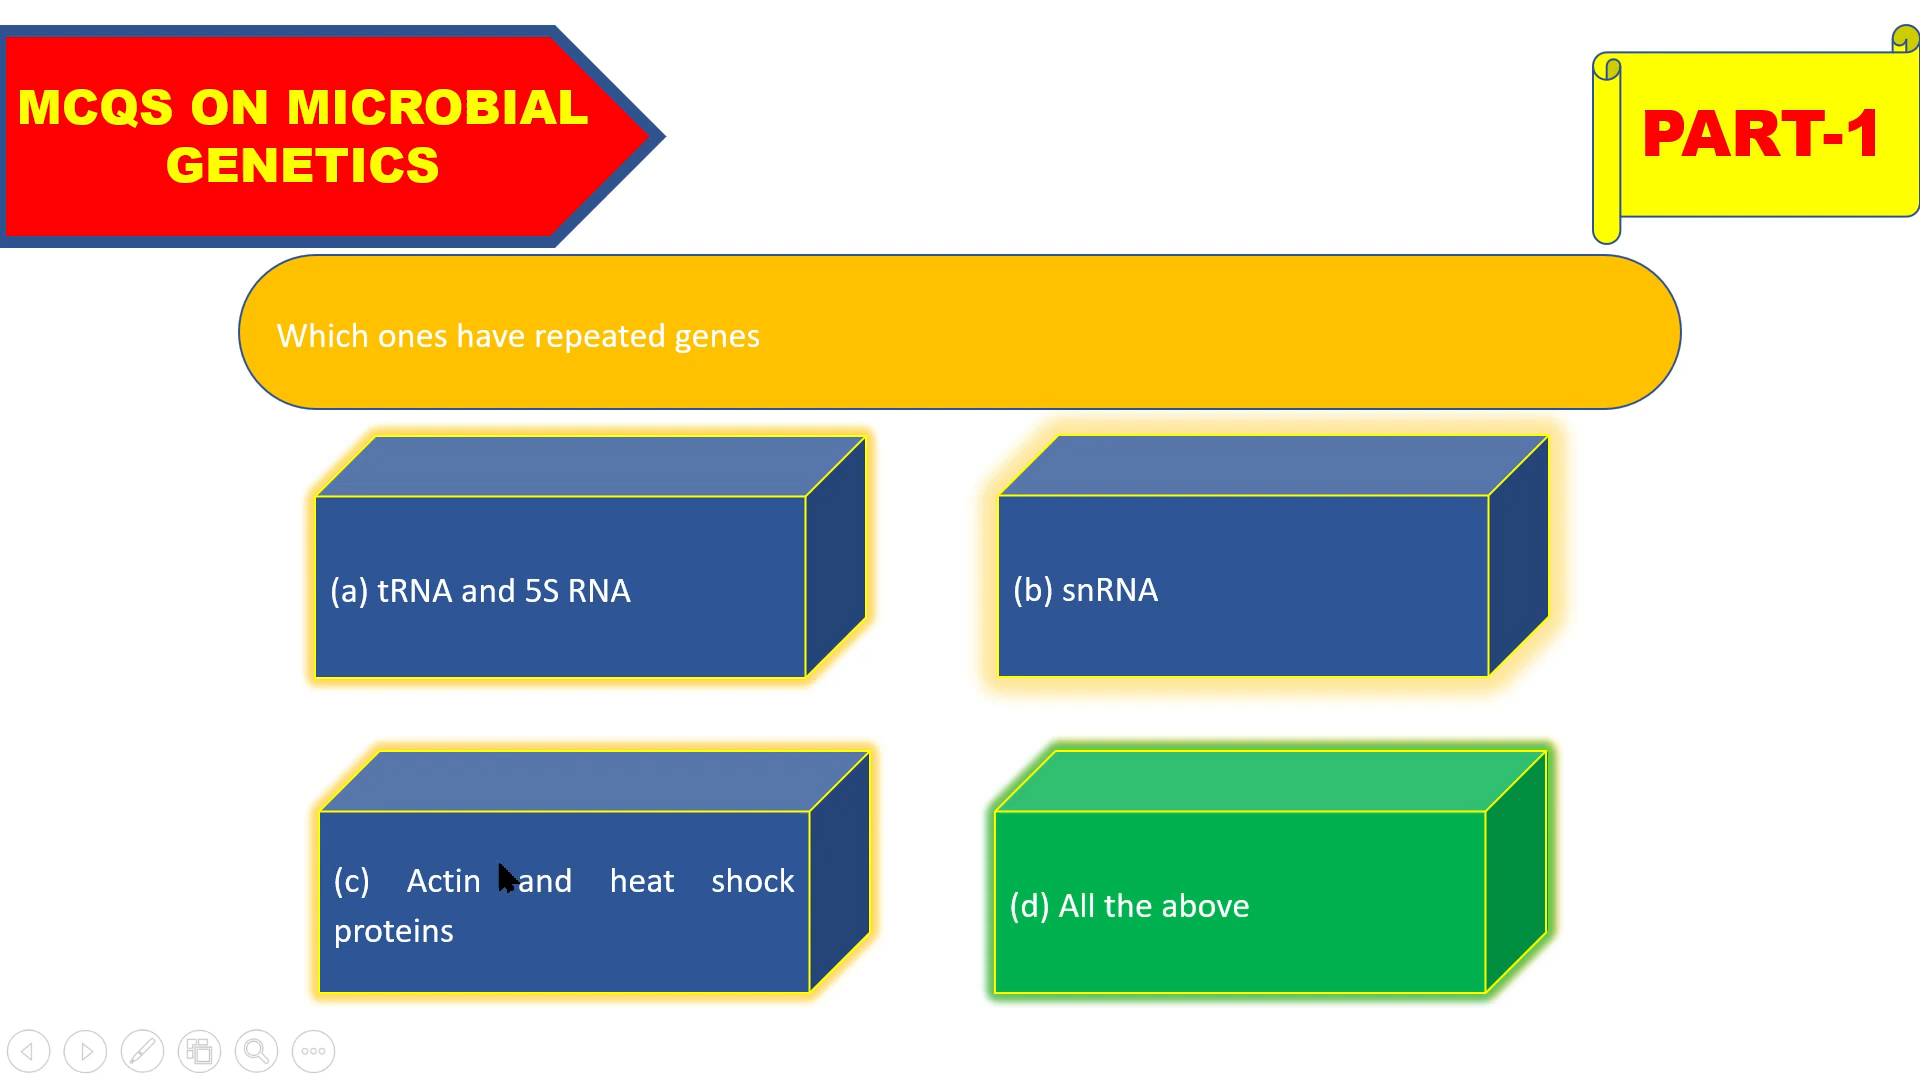 MCQS ON MICROBIAL
GENETICS
PART-1
Which ones have repeated genes
(a) tRNA and 5S RNA
(b) snRNA
(c) Actin and heat shock
proteins
(d) All the above